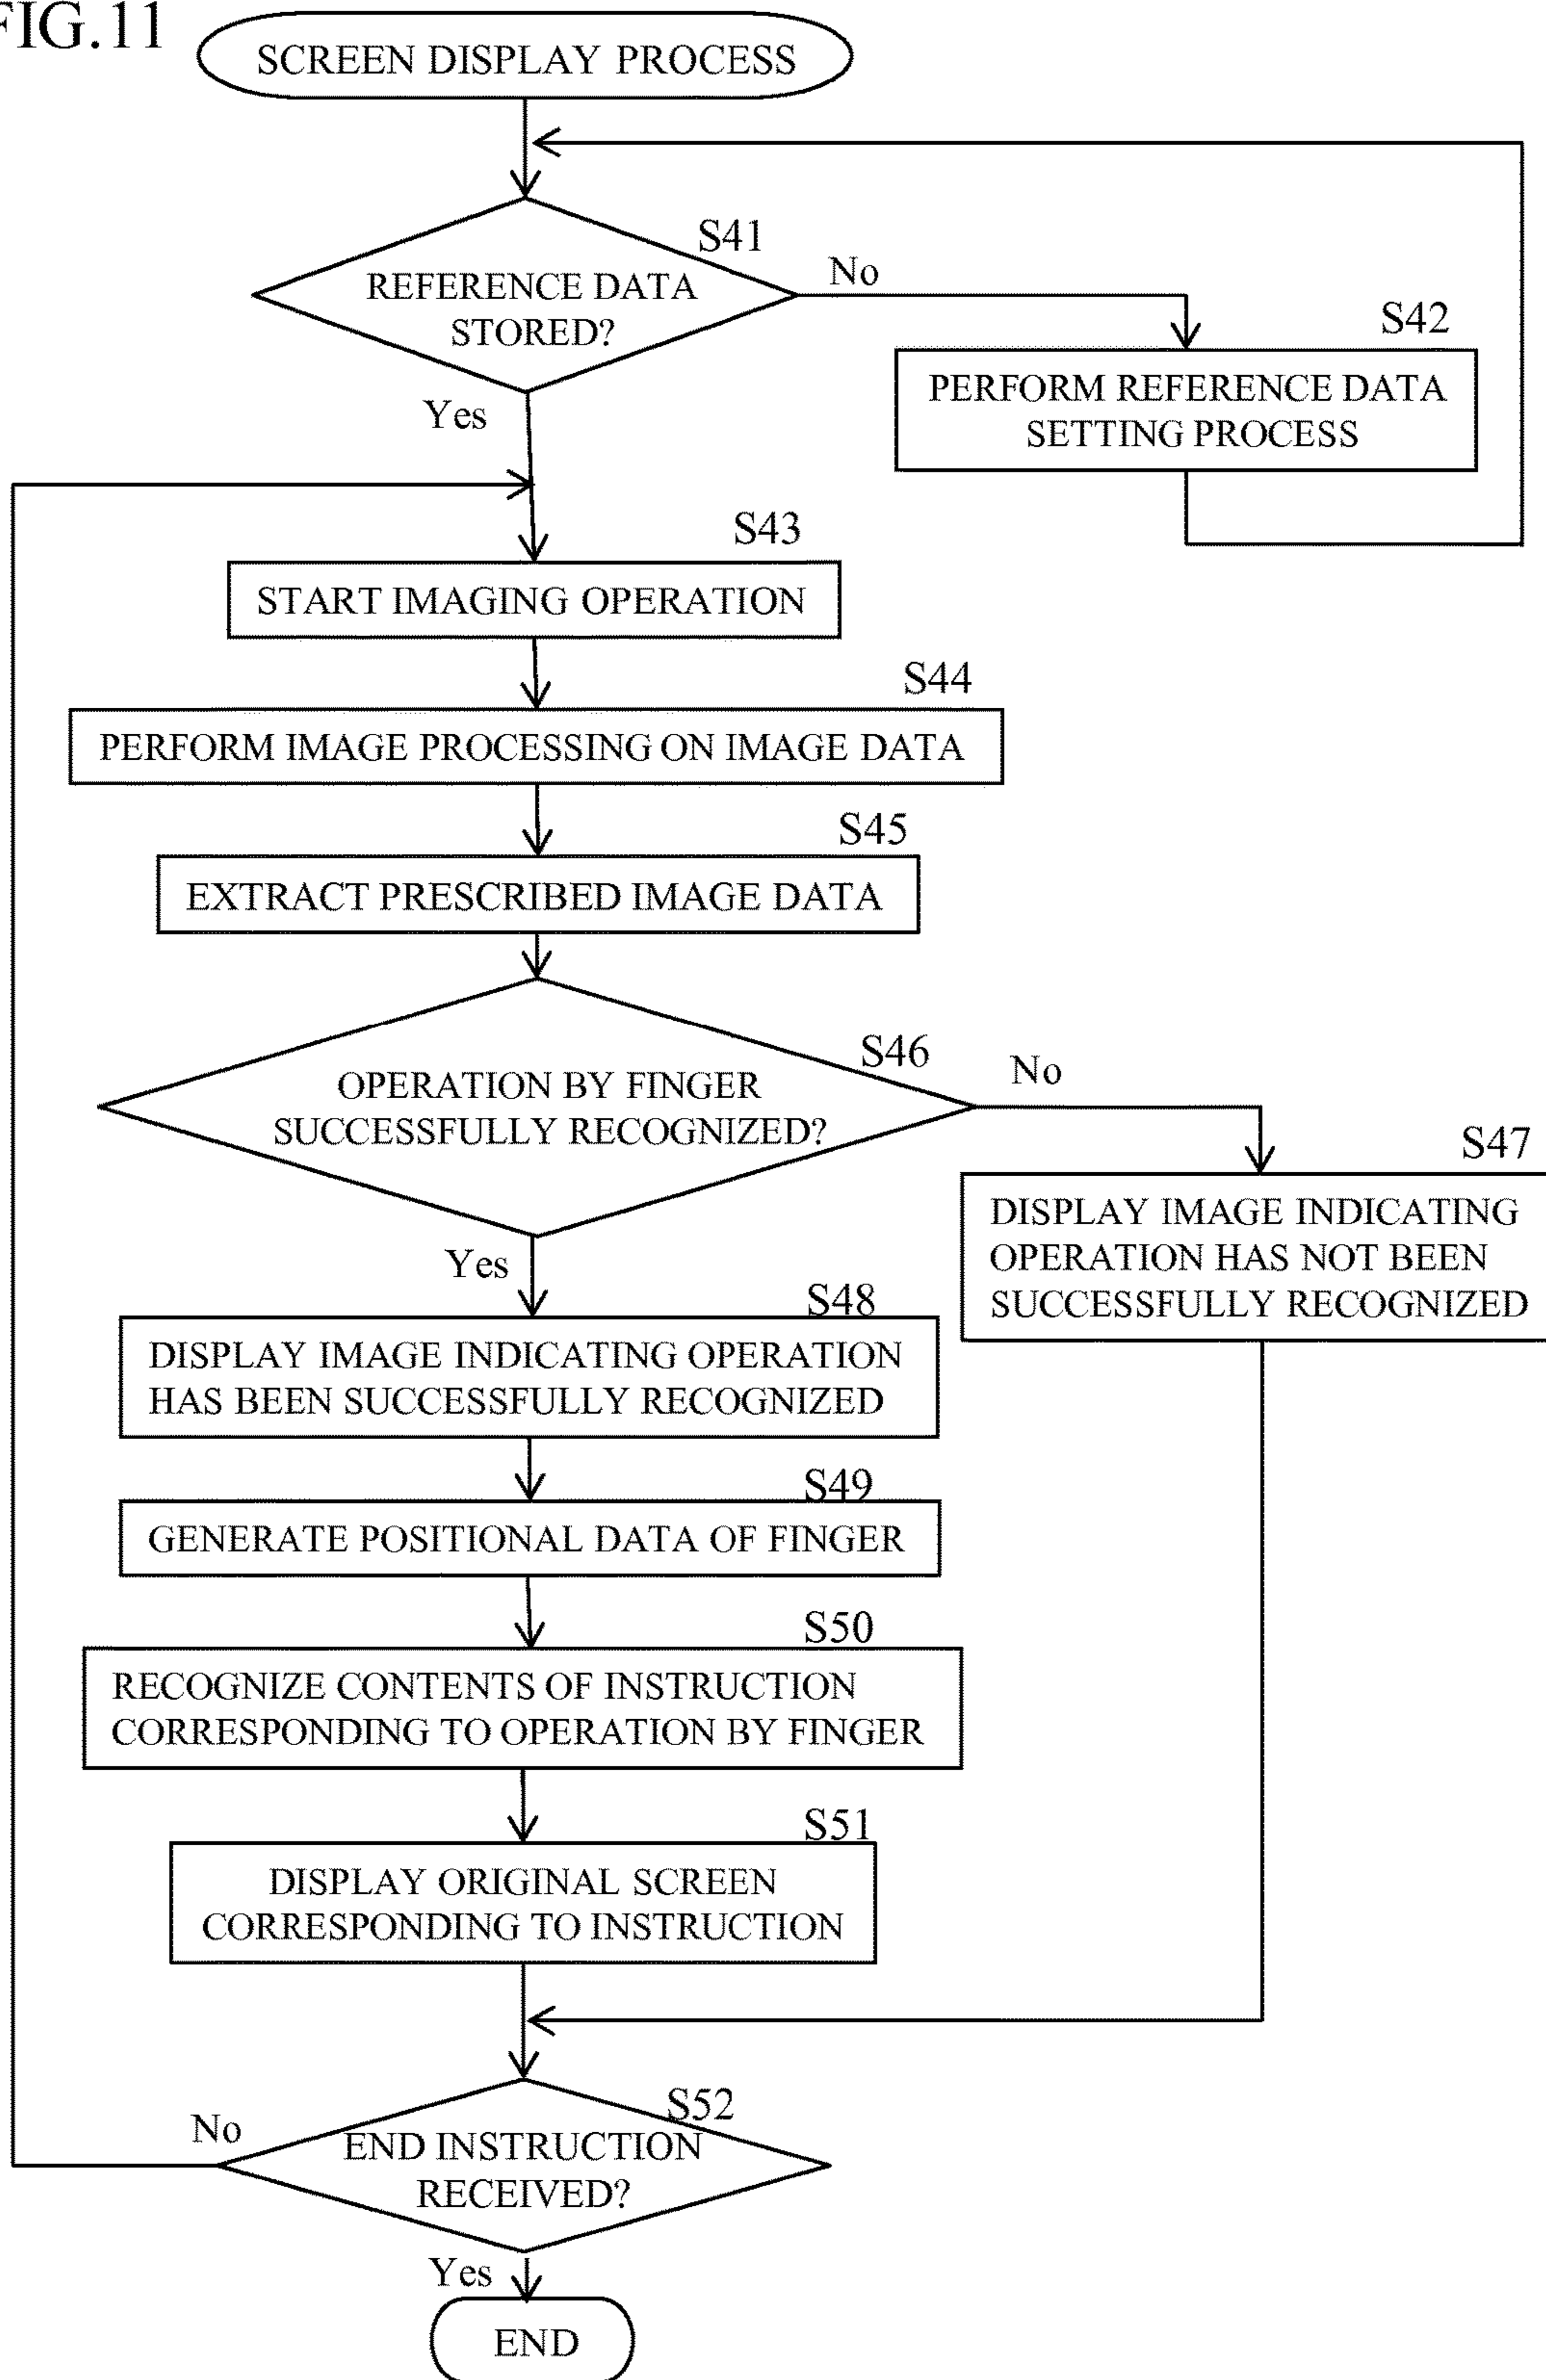 FIG.11
SCREEN DISPLAY PROCESS
S41
REFERENCE DATA
STORED?
No
Yes
S42
PERFORM REFERENCE DATA
SETTING PROCESS
S43
START IMAGING OPERATION
S44
PERFORM IMAGE PROCESSING ON IMAGE DATA
S45
EXTRACT PRESCRIBED IMAGE DATA
S46
OPERATION BY FINGER
SUCCESSFULLY RECOGNIZED?
No
Yes
S47
DISPLAY IMAGE INDICATING
OPERATION HAS NOT BEEN
SUCCESSFULLY RECOGNIZED
S48
DISPLAY IMAGE INDICATING OPERATION
HAS BEEN SUCCESSFULLY RECOGNIZED
S49
GENERATE POSITIONAL DATA OF FINGER
S50
RECOGNIZE CONTENTS OF INSTRUCTION
CORRESPONDING TO OPERATION BY FINGER
S51
DISPLAY ORIGINAL SCREEN
CORRESPONDING TO INSTRUCTION
S52
No
END INSTRUCTION
RECEIVED?
Yes
END